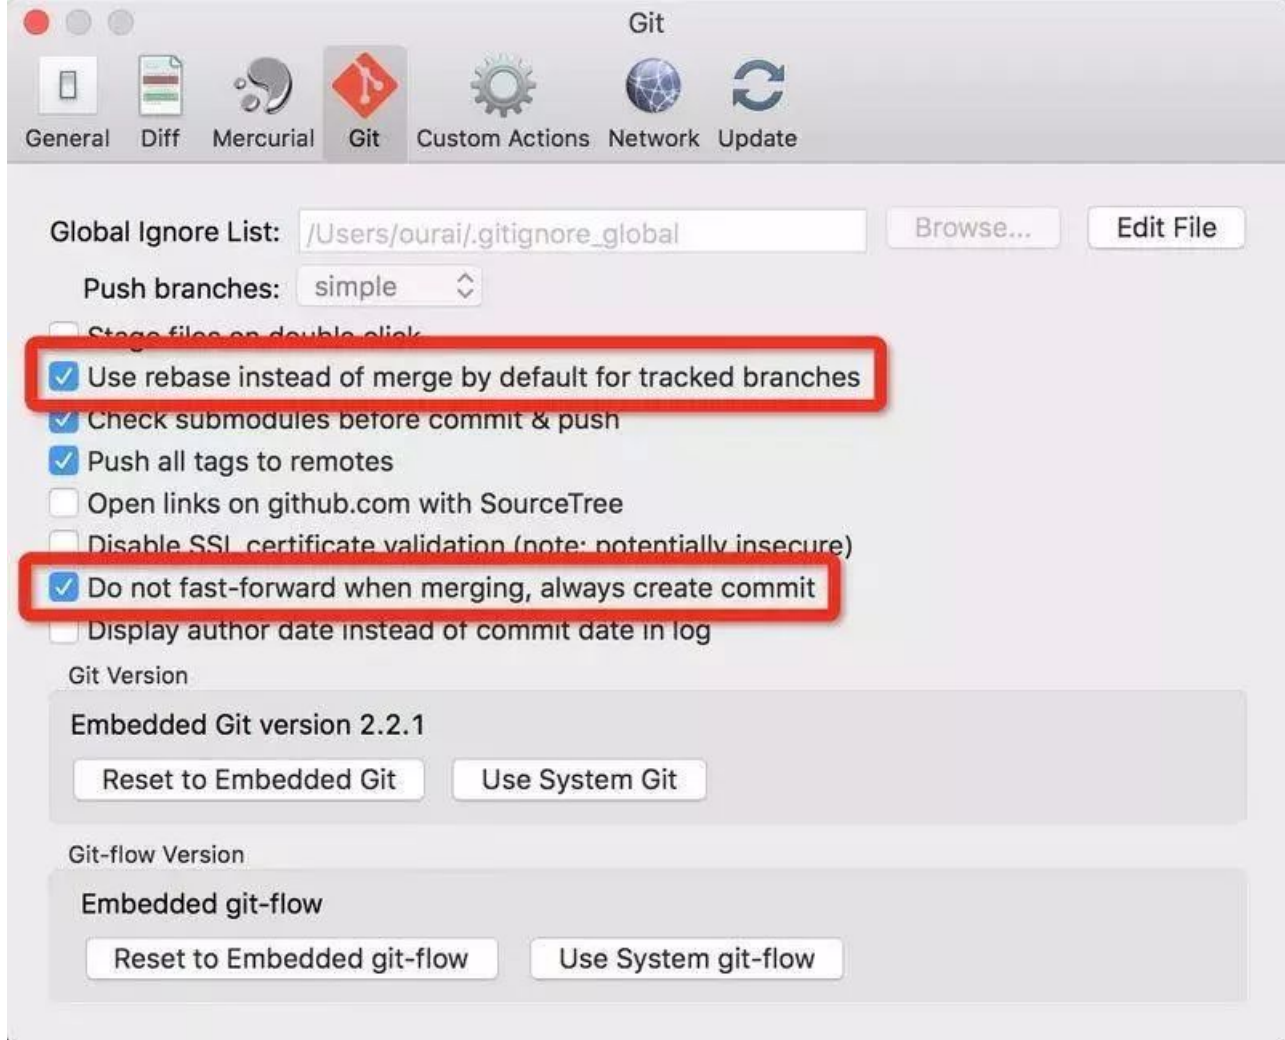 Git
General Diff Mercurial Git Custom Actions Network Update
Global Ignore List: /Users/ourai/.gitignore_global Browse... Edit File
Push branches: simple
Stage files on double click
Use rebase instead of merge by default for tracked branches
Check submodules before commit & push
Push all tags to remotes
Open links on github.com with SourceTree
Disable SSL certificate validation (note: potentially insecure)
Do not fast-forward when merging, always create commit
Display author date instead of commit date in log
Git Version
Embedded Git version 2.2.1
Reset to Embedded Git Use System Git
Git-flow Version
Embedded git-flow
Reset to Embedded git-flow Use System git-flow